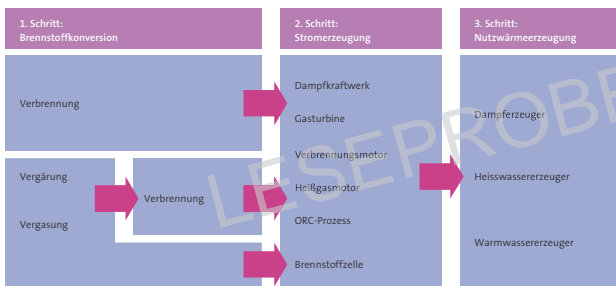 1. Schritt:
Brennstoffkonversion
2. Schritt:
Stromerzeugung
3. Schritt:
Nutzwärmeerzeugung
Verbrennung
Vergärung
Vergasung
Verbrennung
Dampfkraftwerk
Gasturbine
Verbrennungsmotor
Heißgasmotor
ORC-Prozess
Brennstoffzelle
Dampferzeuger
Heisswassererzeuger
Warmwassererzeuger
LESEPROBE